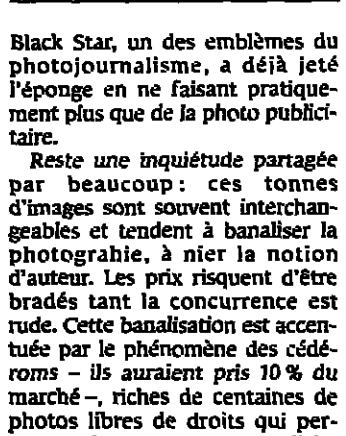 Black Star, un des emblèmes du
photojournalisme, a déjà jeté
l'éponge en ne faisant pratique-
ment plus que de la photo publici-
taire.
Reste une inquiétude partagée
par beaucoup : ces tonnes
d'images sont souvent interchan-
geables et tendent à banaliser la
photograhie, à nier la notion
d'auteur. Les prix risquent d'être
bradés tant la concurrence est
rude. Cette banalisation est accen-
tuée par le phénomène des cédé-
roms – ils auraient pris 10 % du
marché –, riches de centaines de
photos libres de droits qui per-